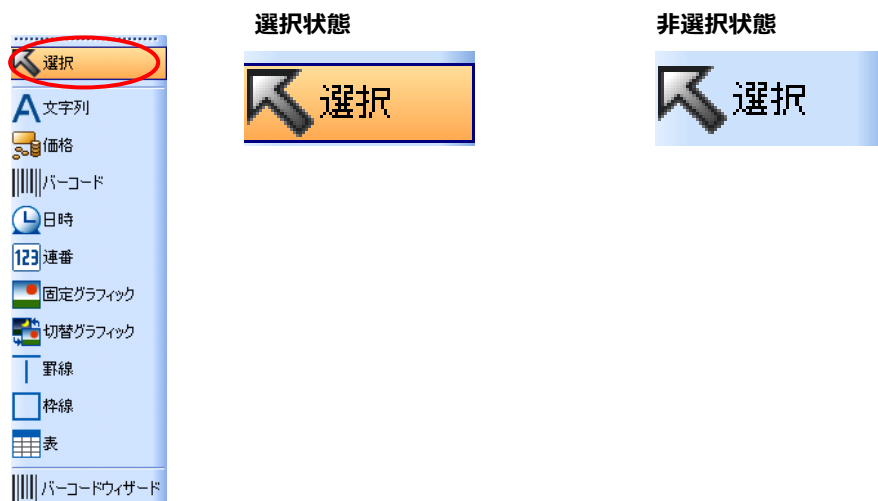 選択状態
非選択状態
選択
選択
選択
文字列
価格
バーコード
日時
123 連番
固定グラフィック
切替グラフィック
罫線
枠線
表
バーコードウィザード